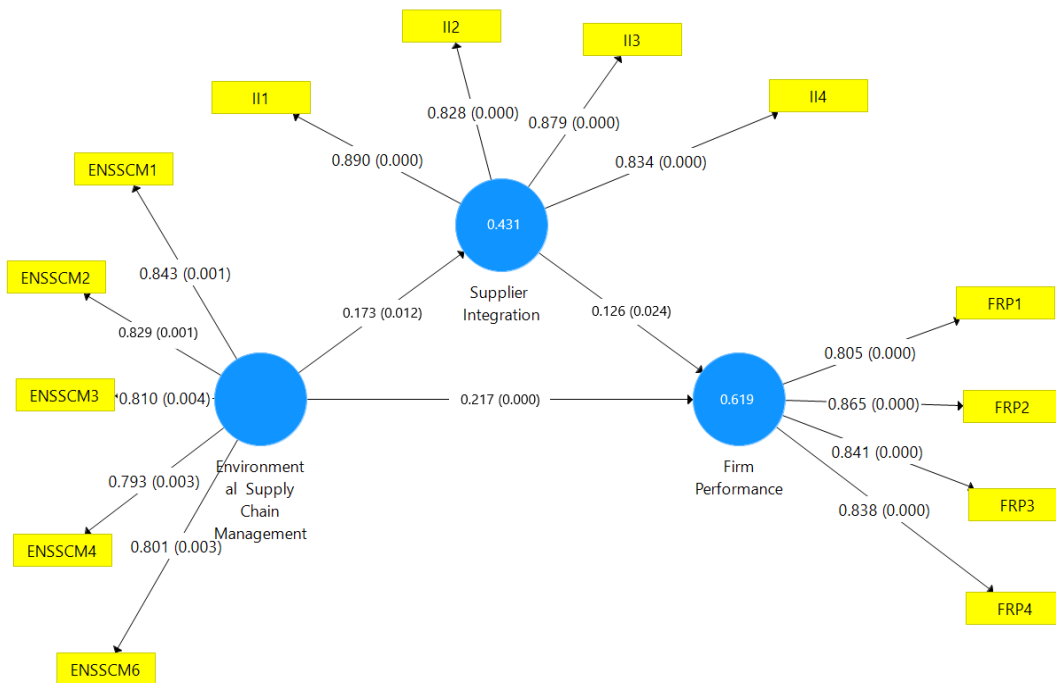 II2
II3
II1
II4
0.828 (0.000)
0.879 (0.000)
0.890 (0.000)
0.834 (0.000)
ENSSCM1
0.431
ENSSCM2
0.843 (0.001)
Supplier
Integration
0.829 (0.001)
0.173 (0.012)
0.126 (0.024)
FRP1
0.805 (0.000)
ENSSCM3
0.810 (0.004)
0.217 (0.000)
0.619
0.865 (0.000)
FRP2
0.841 (0.000)
Environment
al Supply
Chain
Management
Firm
Performance
0.793 (0.003)
0.838 (0.000)
FRP3
ENSSCM4
0.801 (0.003)
FRP4
ENSSCM6